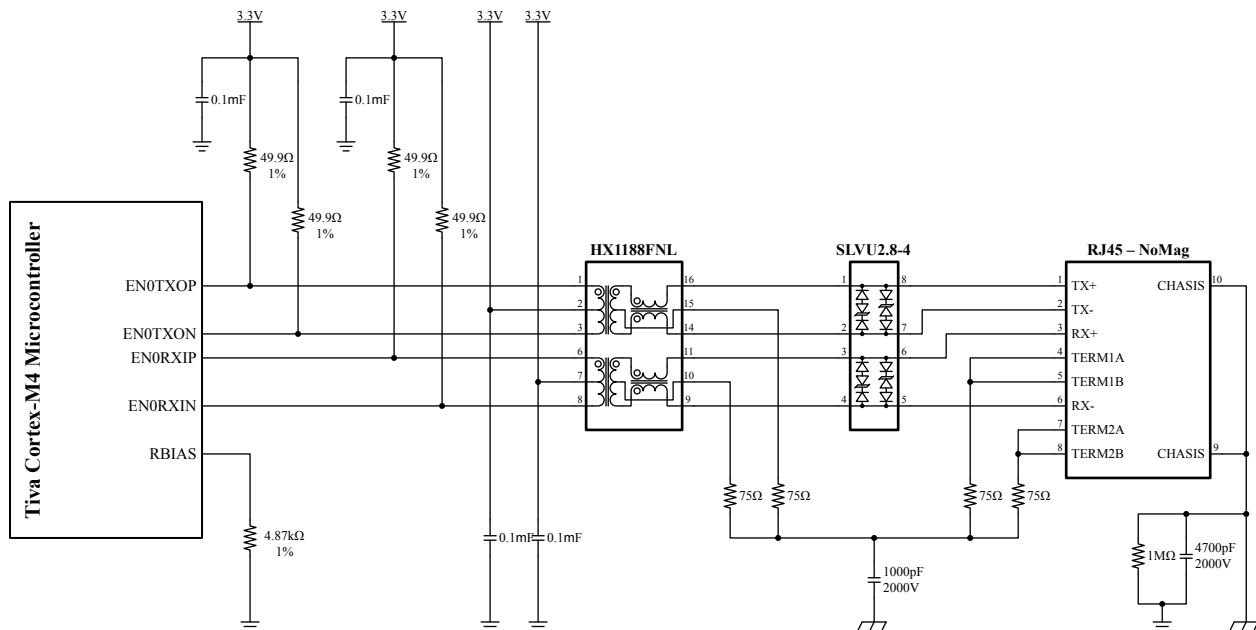 3.3V
3.3V
3.3V
3.3V
0.1mF
0.1mF
49.9Ω
1%
49.9Ω
1%
49.9Ω
1%
49.9Ω
1%
Tiva Cortex-M4 Microcontroller
EN0TXOP
EN0TXON
EN0RXIP
EN0RXIN
RBIAS
4.87kΩ
1%
0.1mF
0.1mF
HX1188FNL
1
2
3
6
7
8
16
15
14
11
10
9
SLVU2.8-4
1
2
3
4
8
7
6
5
RJ45 – NoMag
1 TX+
2 TX-
3 RX+
4 TERM1A
5 TERM1B
6 RX-
7 TERM2A
8 TERM2B
CHASIS 10
CHASIS 9
75Ω
75Ω
75Ω
75Ω
1000pF
2000V
1MΩ
4700pF
2000V